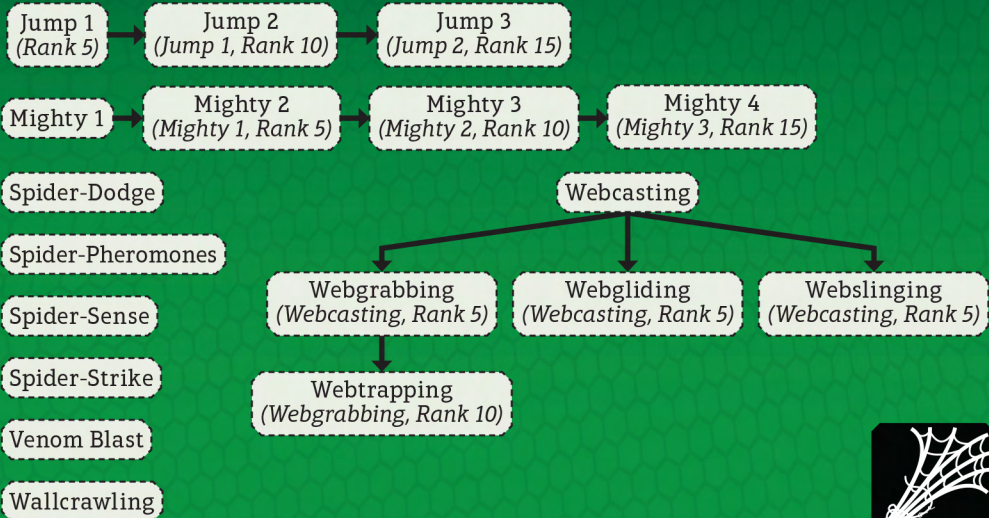 Jump 1
(Rank 5)
Jump 2
(Jump 1, Rank 10)
Jump 3
(Jump 2, Rank 15)
Mighty 1
Mighty 2
(Mighty 1, Rank 5)
Mighty 3
(Mighty 2, Rank 10)
Mighty 4
(Mighty 3, Rank 15)
Spider-Dodge
Spider-Pheromones
Spider-Sense
Spider-Strike
Venom Blast
Wallcrawling
Webcasting
Webgrabbing
(Webcasting, Rank 5)
Webgliding
(Webcasting, Rank 5)
Webslinging
(Webcasting, Rank 5)
Webtrapping
(Webgrabbing, Rank 10)